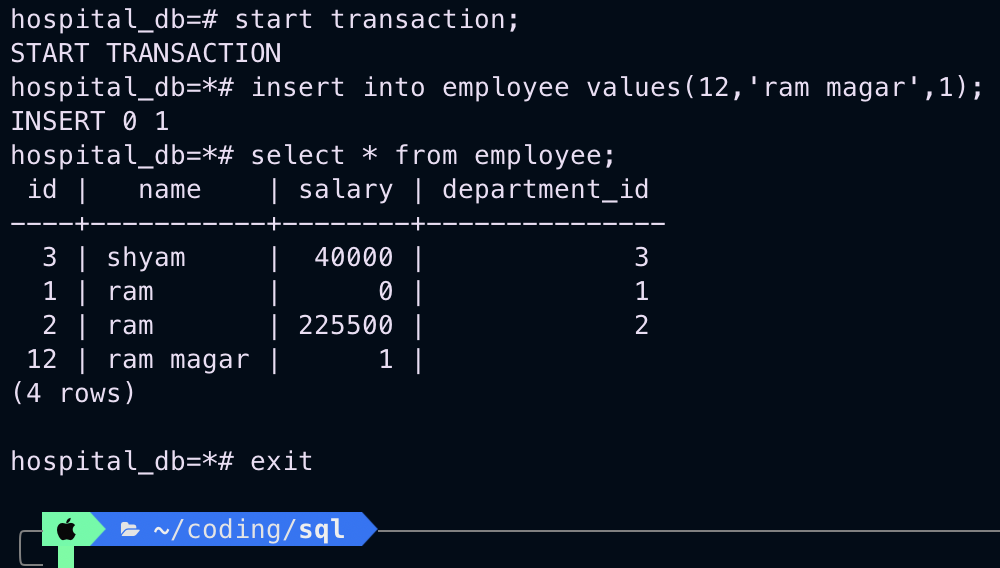 hospital_db=# start transaction;
START TRANSACTION
hospital_db=*# insert into employee values(12,'ram magar',1);
INSERT 0 1
hospital_db=*# select * from employee;
 id |   name    | salary | department_id
----+-----------+--------+---------------
  3 | shyam     |  40000 |             3
  1 | ram       |      0 |             1
  2 | ram       | 225500 |             2
 12 | ram magar |      1 |
(4 rows)
hospital_db=*# exit
~/coding/sql